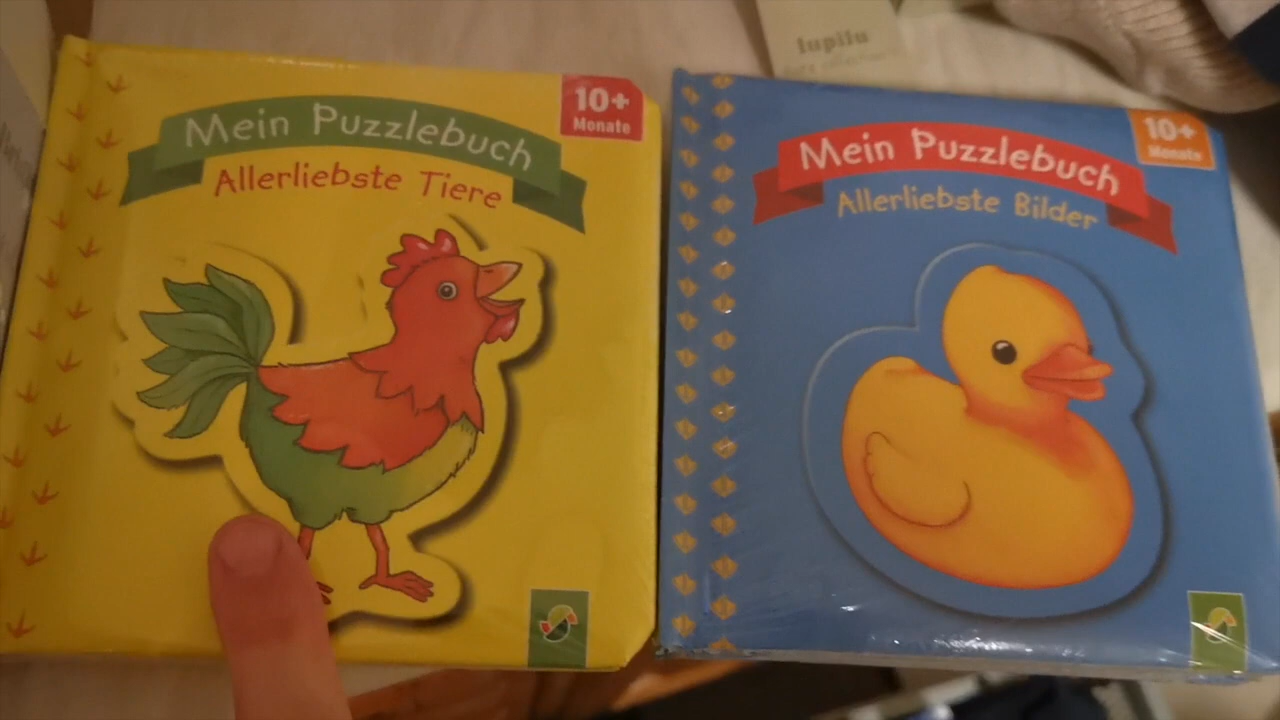 10+
Monate
Mein Puzzlebuch
Allerliebste Tiere
lupilu
10+
Monate
Mein Puzzlebuch
Allerliebste Bilder